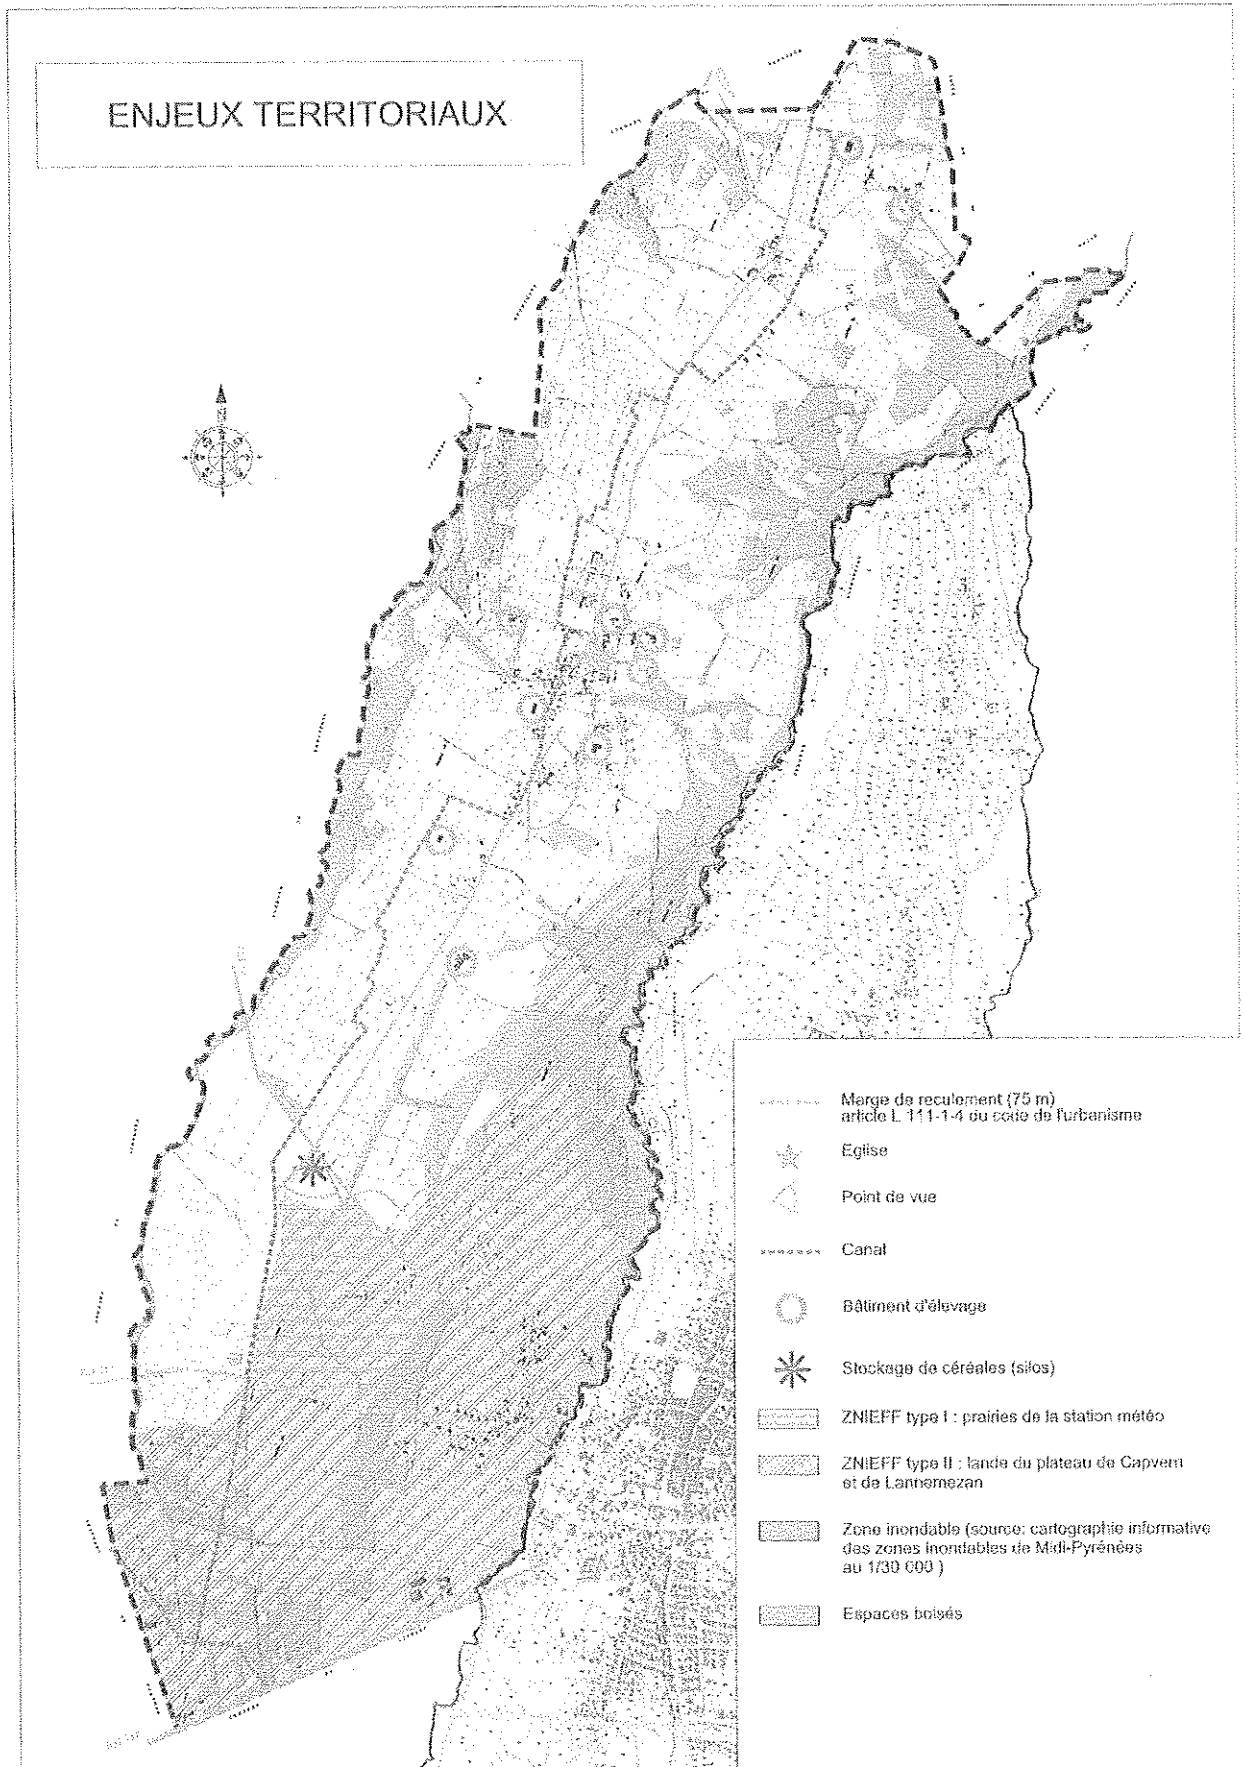 ENJEUX TERRITORIAUX
Marge de reculement (75 m)
article L 111-1-4 du code de l'urbanisme
Eglise
Point de vue
Canal
Bâtiment d'élevage
Stockage de céréales (silos)
ZNIEFF type I : prairies de la station météo
ZNIEFF type II : lande du plateau de Capvern
et de Lannemezan
Zone inondable (source: cartographie informative
des zones inondables de Midi-Pyrénées
au 1/30 000 )
Espaces boisés